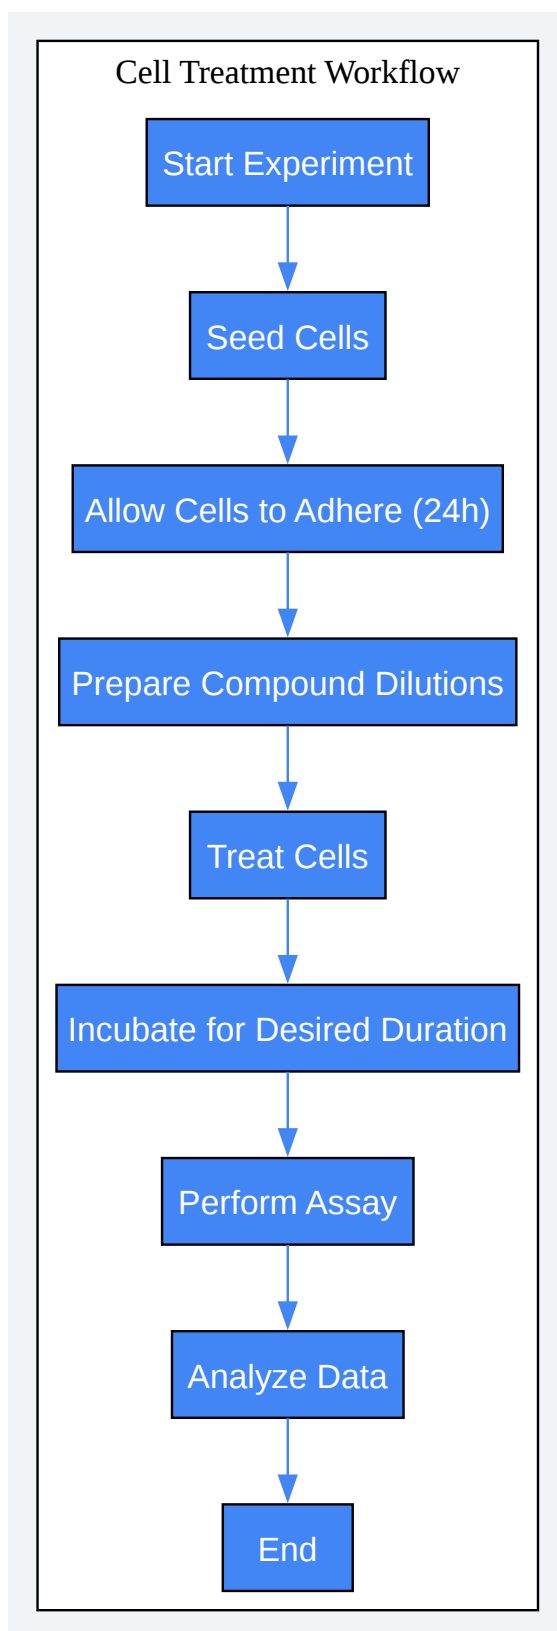 Cell Treatment Workflow
Start Experiment
Seed Cells
Allow Cells to Adhere (24h)
Prepare Compound Dilutions
Treat Cells
Incubate for Desired Duration
Perform Assay
Analyze Data
End